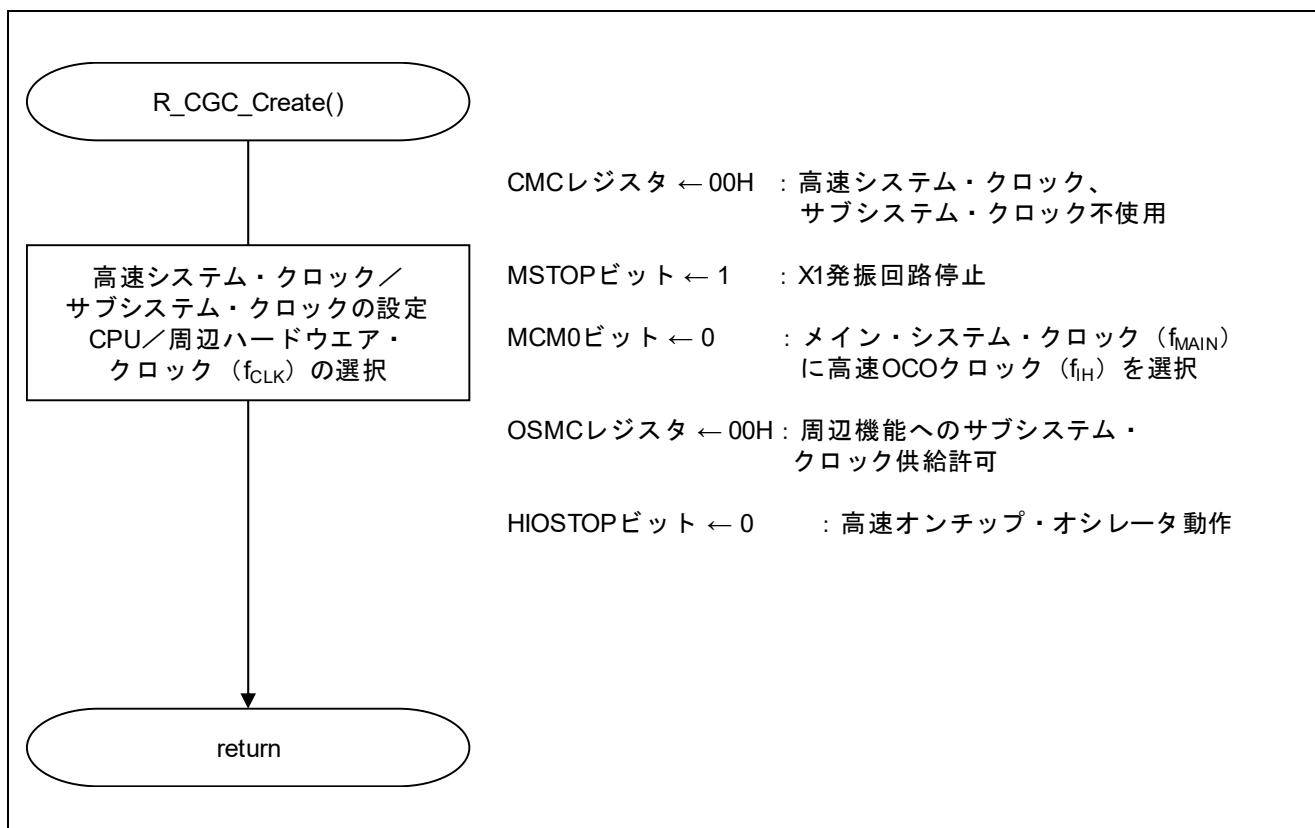 R_CGC_Create()
高速システム・クロック／
サブシステム・クロックの設定
CPU／周辺ハードウエア・
クロック（fCLK）の選択
return
CMCレジスタ ← 00H ：高速システム・クロック、
サブシステム・クロック不使用
MSTOPビット ← 1 ：X1発振回路停止
MCM0ビット ← 0 ：メイン・システム・クロック（fMAIN）
に高速OCOクロック（fIH）を選択
OSMCレジスタ ← 00H：周辺機能へのサブシステム・
クロック供給許可
HIOSTOPビット ← 0 ：高速オンチップ・オシレータ動作